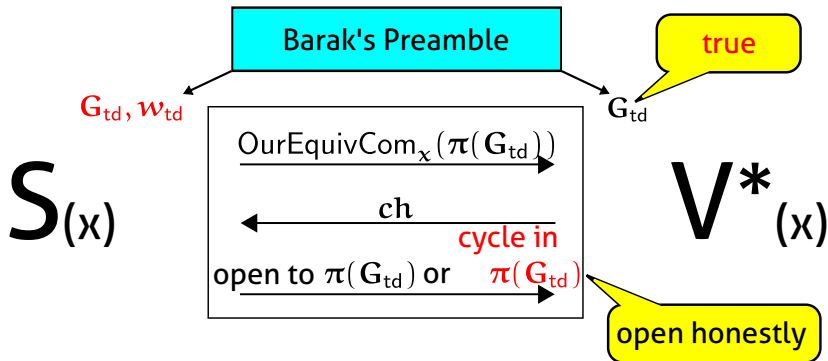 Barak's Preamble
true
G_td, w_td
G_td
OurEquivCom_x(π(G_td))
S(x)
V*(x)
ch
cycle in
open to π(G_td) or π(G_td)
open honestly